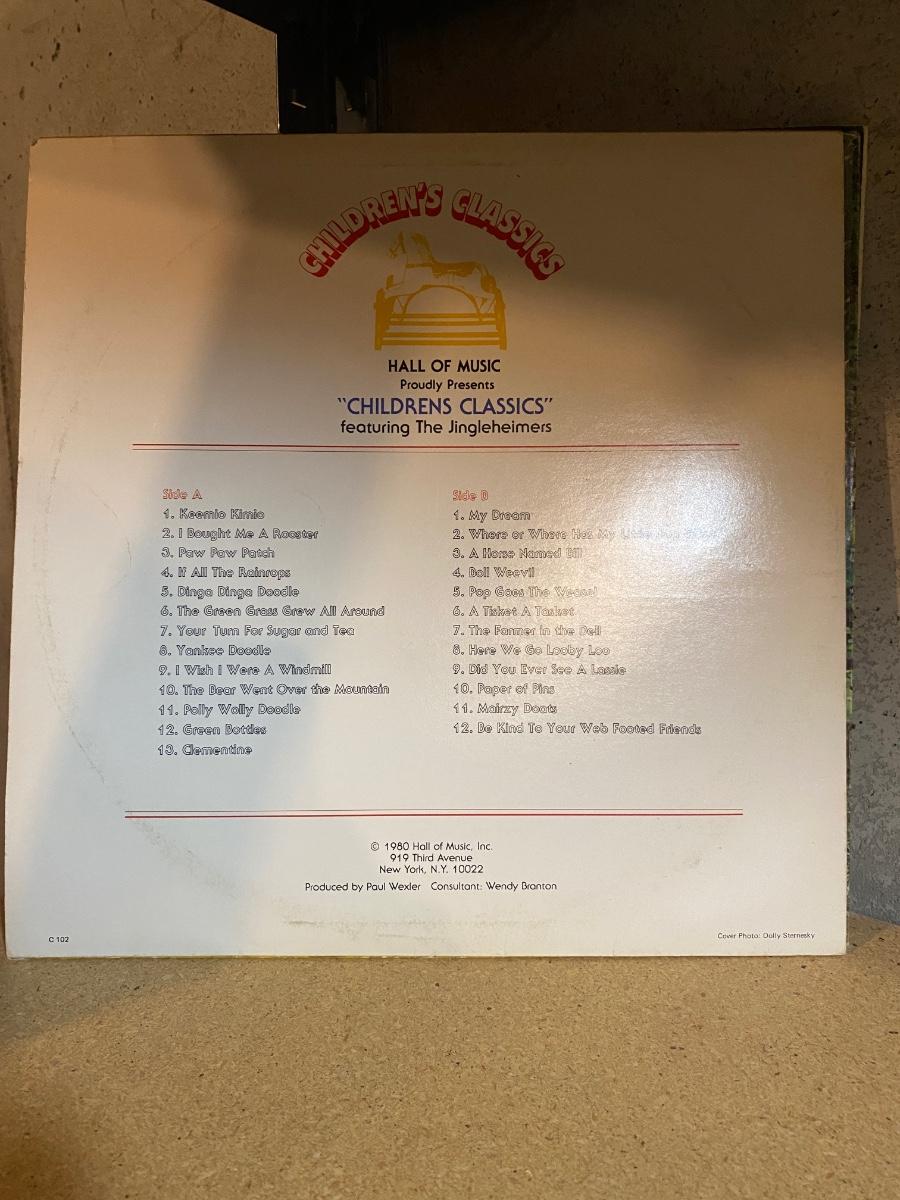 CHILDREN'S CLASSICS
HALL OF MUSIC
Proudly Presents
"CHILDRENS CLASSICS"
featuring The Jingleheimers
Side A
1. Keemio Kimio
2. I Bought Me A Rooster
3. Paw Paw Patch
4. If All The Rainrops
5. Dinga Dinga Doodle
6. The Green Grass Grew All Around
7. Your Turn For Sugar and Tea
8. Yankee Doodle
9. I Wish I Were A Windmill
10. The Bear Went Over the Mountain
11. Polly Wolly Doodle
12. Green Bottles
13. Clementine
Side B
1. My Dream
2. Where or Where Has My Little
3. A Horse Named Bill
4. Boll Weevil
5. Pop Goes The Weasel
6. A Tisket A Tasket
7. The Farmer in the Dell
8. Here We Go Looby Loo
9. Did You Ever See A Lassie
10. Paper of Pins
11. Mairzy Doats
12. Be Kind To Your Web Footed Friends
© 1980 Hall of Music, Inc.
919 Third Avenue
New York, N.Y. 10022
Produced by Paul Wexler Consultant: Wendy Branton
C 102
Cover Photo: Dolly Sternesky